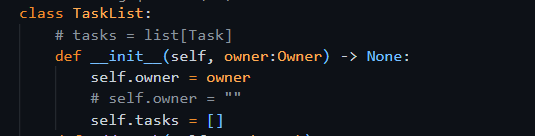 class TaskList:
    # tasks = list[Task]
    def __init__(self, owner:Owner) -> None:
        self.owner = owner
        # self.owner = ""
        self.tasks = []